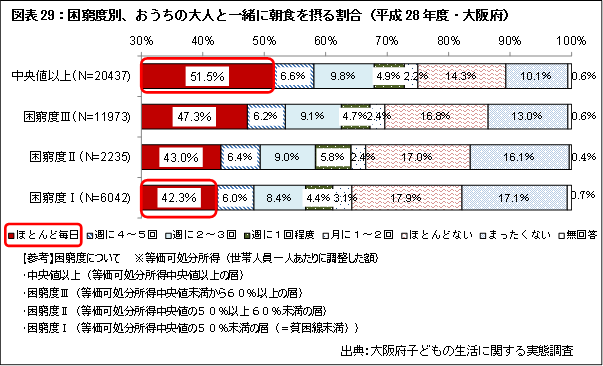 図表29：困窮度別、おうちの大人と一緒に朝食を摂る割合（平成28年度・大阪府）
30% 40% 50% 60% 70% 80% 90% 100%
中央値以上（N=20437） 51.5% 6.6% 9.8% 4.9% 2.2% 14.3% 10.1% 0.6%
困窮度Ⅲ（N=11973） 47.3% 6.2% 9.1% 4.7% 2.4% 16.8% 13.0% 0.6%
困窮度Ⅱ（N=2235） 43.0% 6.4% 9.0% 5.8% 2.4% 17.0% 16.1% 0.4%
困窮度Ⅰ（N=6042） 42.3% 6.0% 8.4% 4.4% 3.1% 17.9% 17.1% 0.7%
ほとんど毎日 週に４～５回 週に２～３回 週に１回程度 月に１～２回 ほとんどない まったくない 無回答
【参考】困窮度について　※等価可処分所得（世帯人員一人あたりに調整した額）
・中央値以上（等価可処分所得中央値以上の層）
・困窮度Ⅲ（等価可処分所得中央値未満から６０％以上の層）
・困窮度Ⅱ（等価可処分所得中央値の５０％以上６０％未満の層）
・困窮度Ⅰ（等価可処分所得中央値の５０％未満の層（＝貧困線未満））
出典：大阪府子どもの生活に関する実態調査